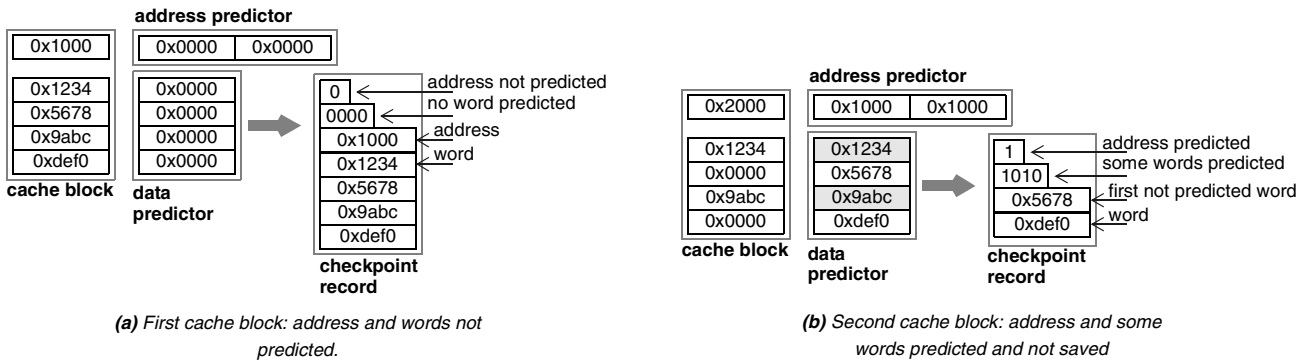 address predictor
0x1000
0x0000 0x0000
0x1234
0x5678
0x9abc
0xdef0
cache block
0x0000
0x0000
0x0000
0x0000
data
predictor
0
0000
0x1000
0x1234
0x5678
0x9abc
0xdef0
checkpoint
record
address not predicted
no word predicted
address
word
(a) First cache block: address and words not
predicted.
address predictor
0x2000
0x1000 0x1000
0x1234
0x0000
0x9abc
0x0000
cache block
0x1234
0x5678
0x9abc
0xdef0
data
predictor
1
1010
0x5678
0xdef0
checkpoint
record
address predicted
some words predicted
first not predicted word
word
(b) Second cache block: address and some
words predicted and not saved